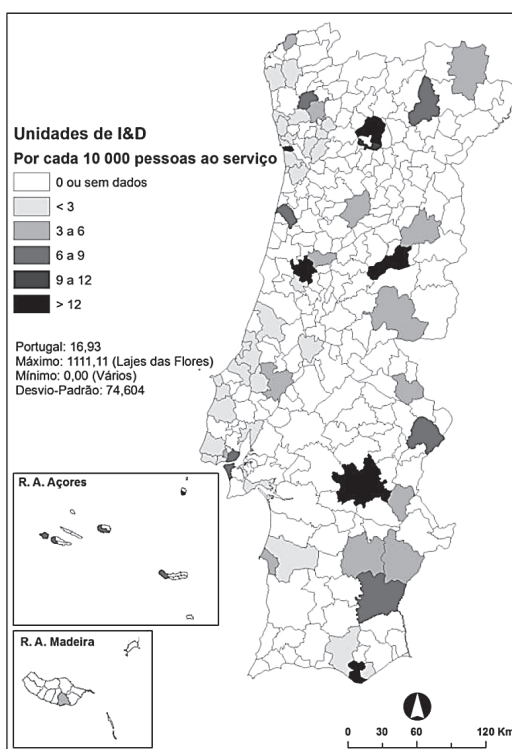 Unidades de I&D
Por cada 10 000 pessoas ao serviço
0 ou sem dados
< 3
3 a 6
6 a 9
9 a 12
> 12
Portugal: 16,93
Máximo: 1111,11 (Lajes das Flores)
Mínimo: 0,00 (Vários)
Desvio-Padrão: 74,604
R. A. Açores
R. A. Madeira
0 30 60 120 Km